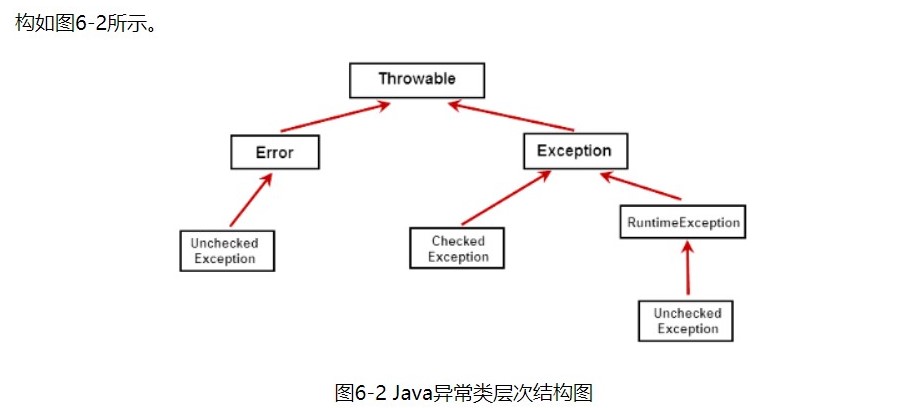 构如图6-2所示。
Throwable
Error
Exception
Unchecked
Exception
Checked
Exception
RuntimeException
Unchecked
Exception
图6-2 Java异常类层次结构图